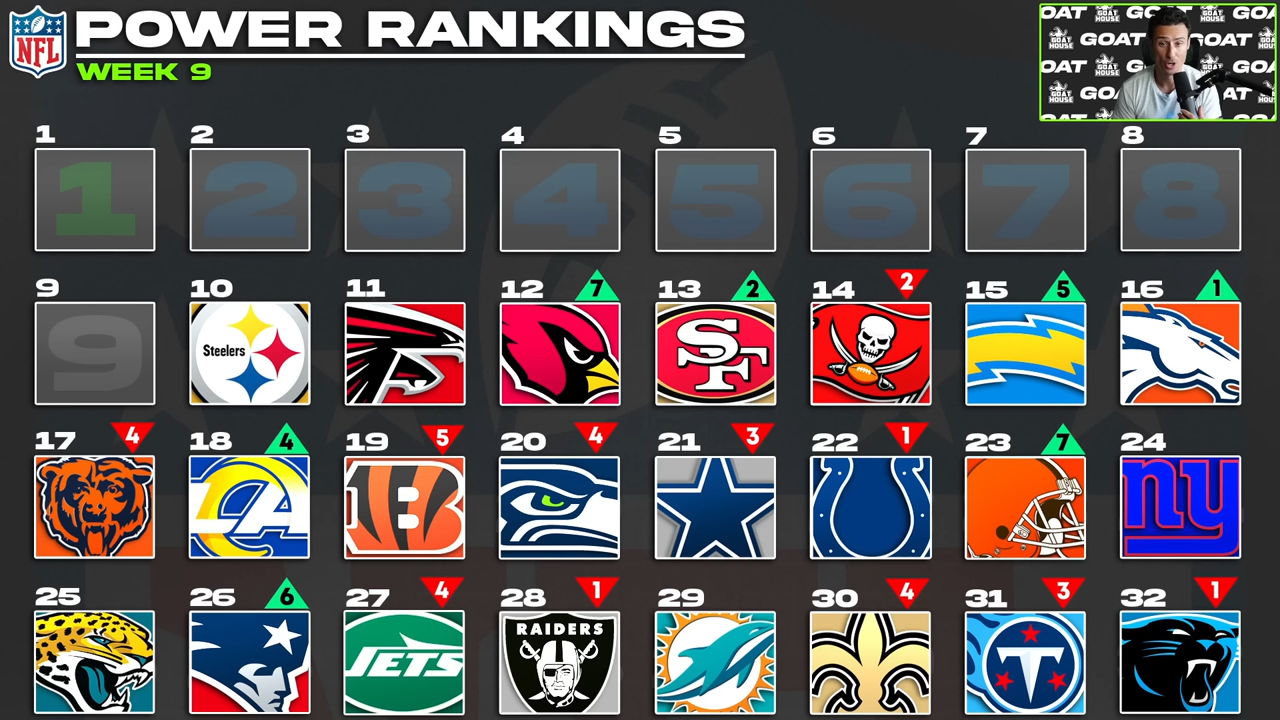 NFL
POWER RANKINGS
WEEK 9
GOAT HOUSE GOAT
1 2 3 4 5 6 7 8
1 2 3 4 5 6 7 8
9 10 11 12 7 13 2 14 2 15 5 16 1
9 Steelers SF
17 4 18 4 19 5 20 4 21 3 22 1 23 7 24
LA B ny
25 26 6 27 4 28 1 29 30 4 31 3 32 1
JETS RAIDERS T